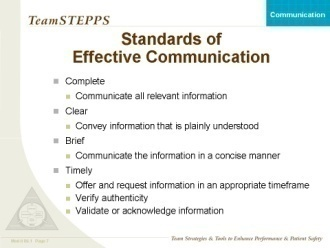 Communication
TeamSTEPPS
Standards of
Effective Communication
Complete
Communicate all relevant information
Clear
Convey information that is plainly understood
Brief
Communicate the information in a concise manner
Timely
Offer and request information in an appropriate timeframe
Verify authenticity
Validate or acknowledge information
Team Strategies & Tools to Enhance Performance & Patient Safety